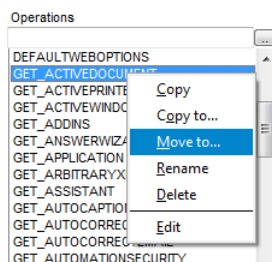 Operations
...
DEFAULTWEBOPTIONS
GET_ACTIVEDOCUMENT
GET_ACTIVEPRINTE
GET_ACTIVEWINDO
GET_ADDINS
GET_ANSWERWIZA
GET_APPLICATION
GET_ARBITRARYX
GET_ASSISTANT
GET_AUTOCAPTIO
GET_AUTOCORREC
GET_AUTOCORRECTEMAIL
GET_AUTOMATIONSECURITY
Copy
Copy to...
Move to...
Rename
Delete
Edit